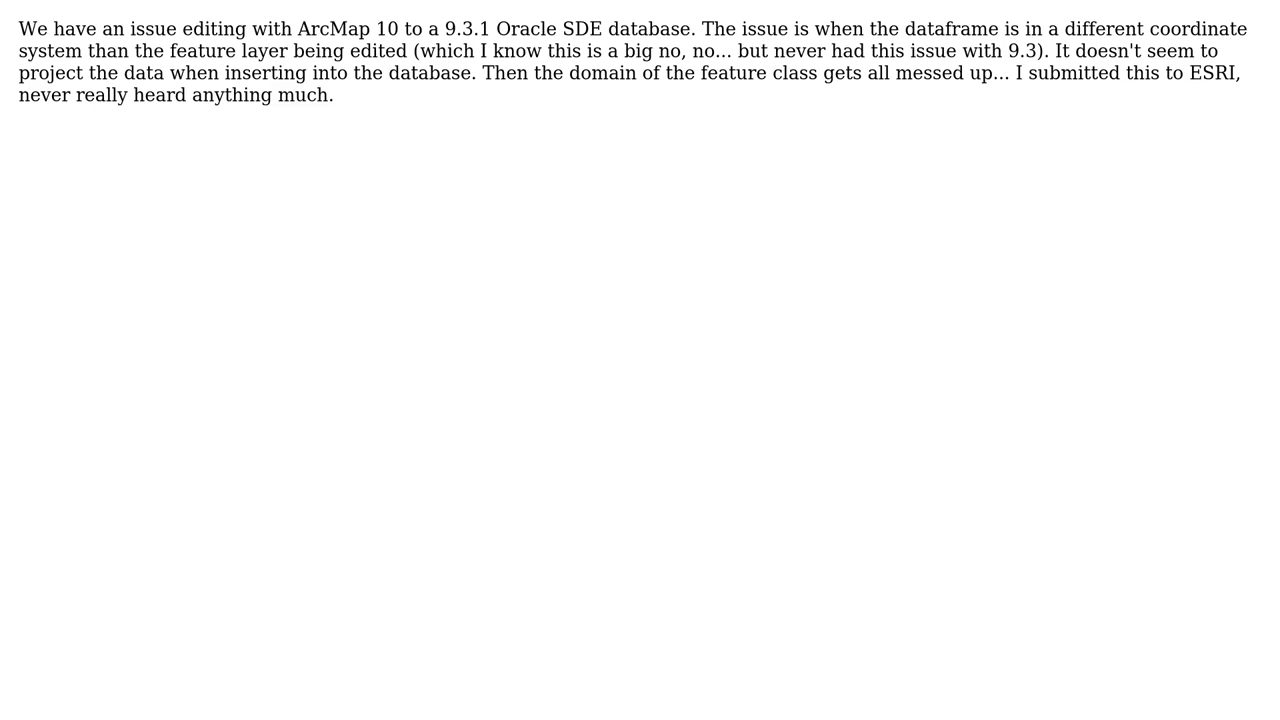 We have an issue editing with ArcMap 10 to a 9.3.1 Oracle SDE database. The issue is when the dataframe is in a different coordinate
system than the feature layer being edited (which I know this is a big no, no... but never had this issue with 9.3). It doesn't seem to
project the data when inserting into the database. Then the domain of the feature class gets all messed up... I submitted this to ESRI,
never really heard anything much.